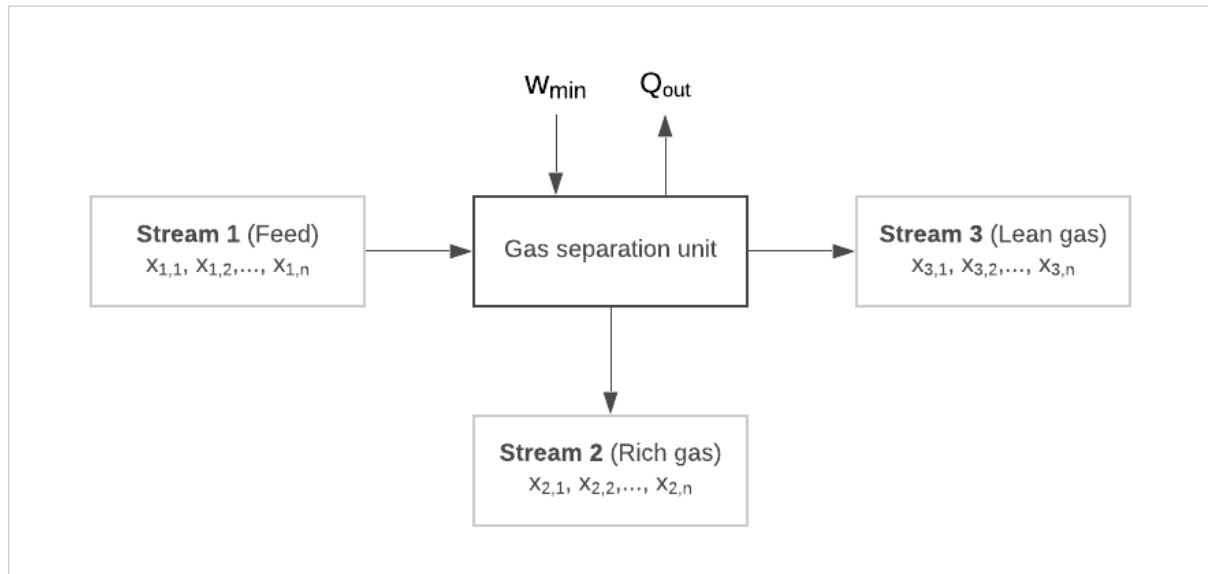 W_min Q_out
Stream 1 (Feed)
x_1,1, x_1,2,..., x_1,n
Gas separation unit
Stream 3 (Lean gas)
x_3,1, x_3,2,..., x_3,n
Stream 2 (Rich gas)
x_2,1, x_2,2,..., x_2,n